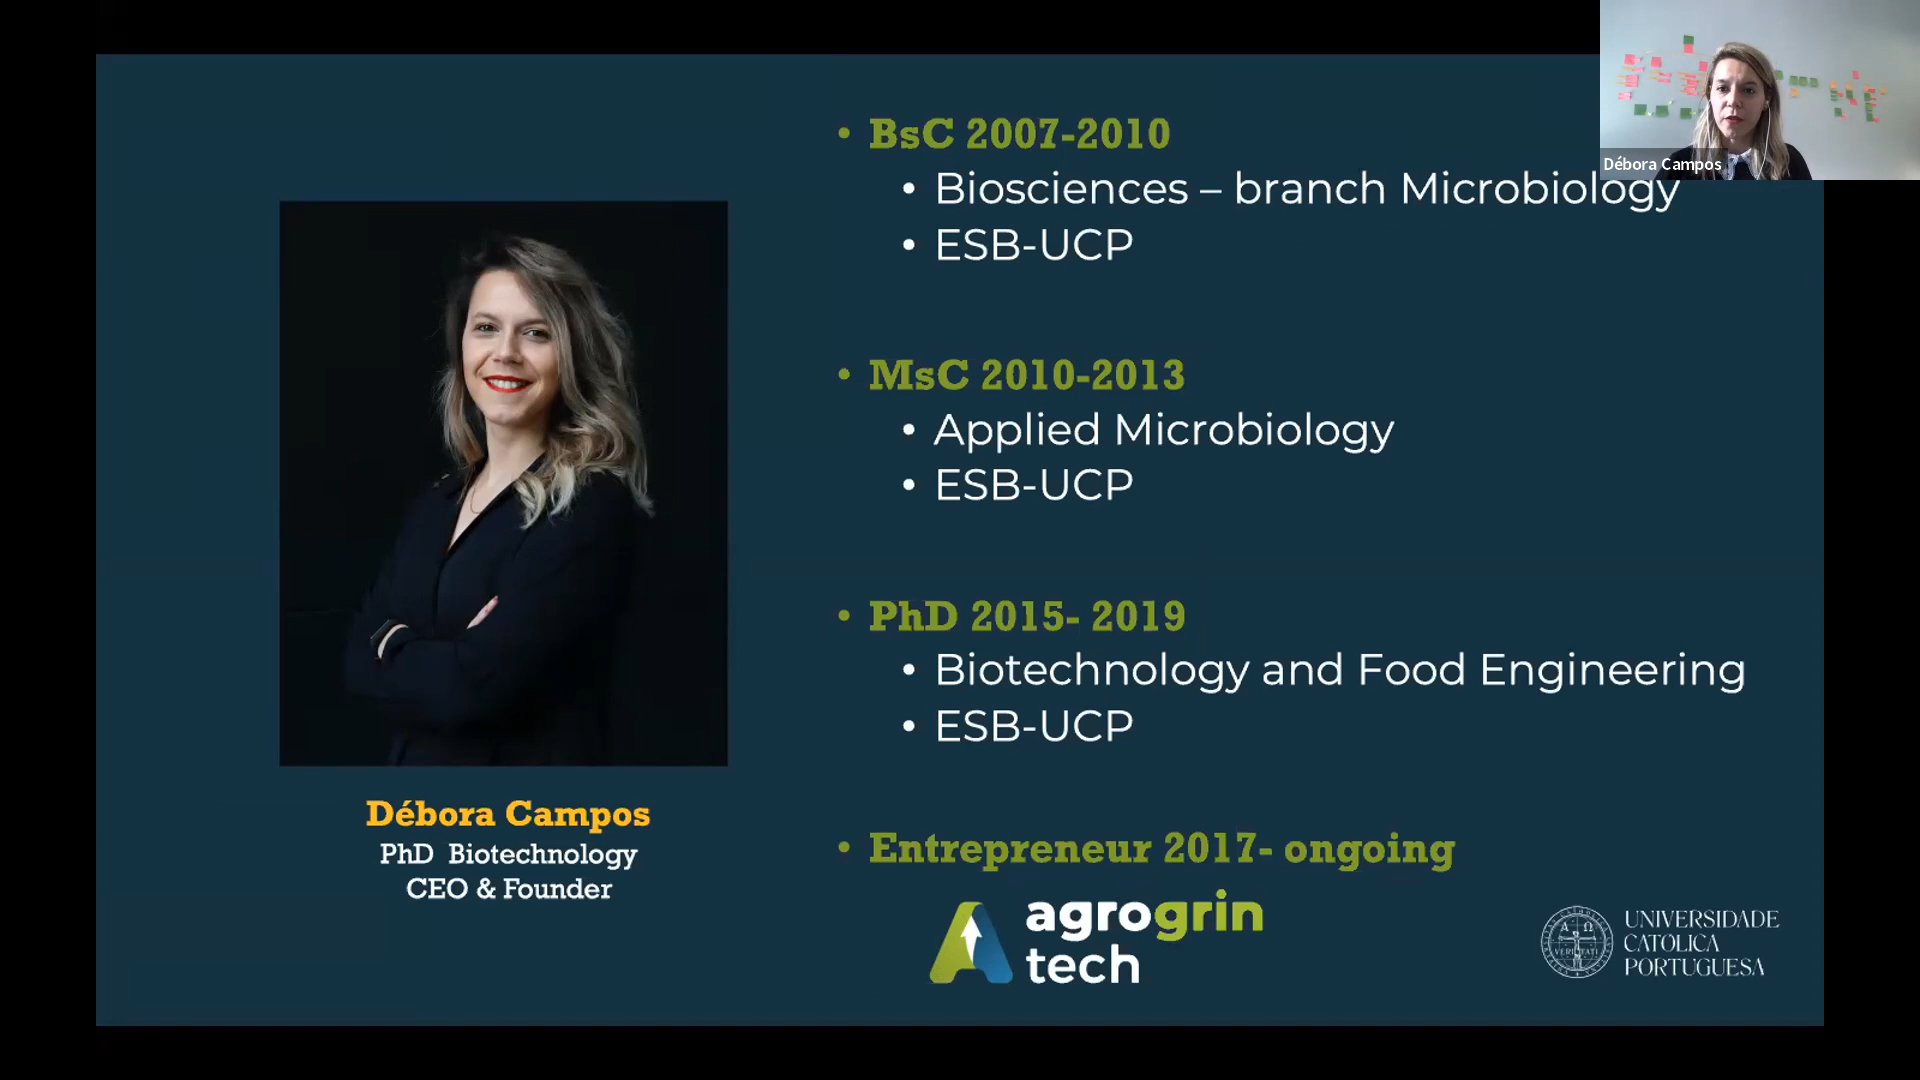 Débora Campos
• BsC 2007-2010
• Biosciences – branch Microbiology
• ESB-UCP
• MsC 2010-2013
• Applied Microbiology
• ESB-UCP
• PhD 2015- 2019
• Biotechnology and Food Engineering
• ESB-UCP
• Entrepreneur 2017- ongoing
agrogrin
tech
Débora Campos
PhD Biotechnology
CEO & Founder
UNIVERSIDADE
CATOLICA
PORTUGUESA